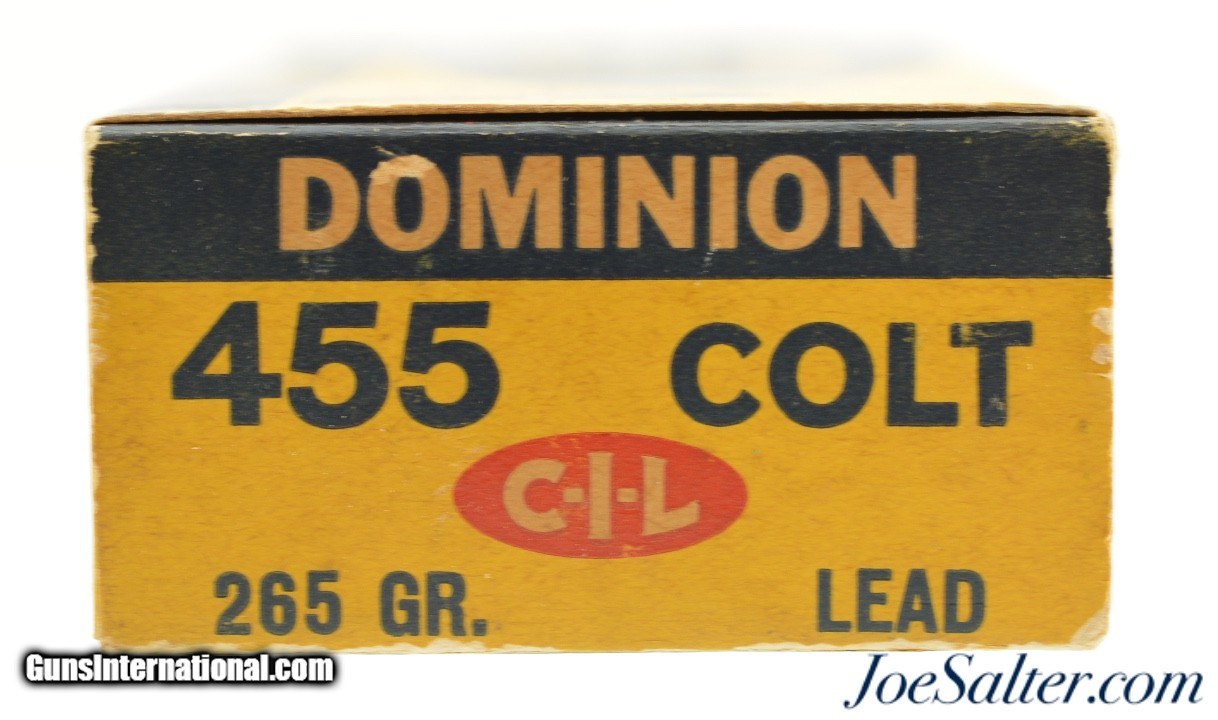 DOMINION
455 COLT
C-I-L
265 GR. LEAD
GunsInternational.com
JoeSalter.com